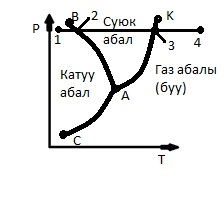 B 2 Суюк абал K
P 1 3 4
Катуу абал
Газ абалы (буу)
A
C
T